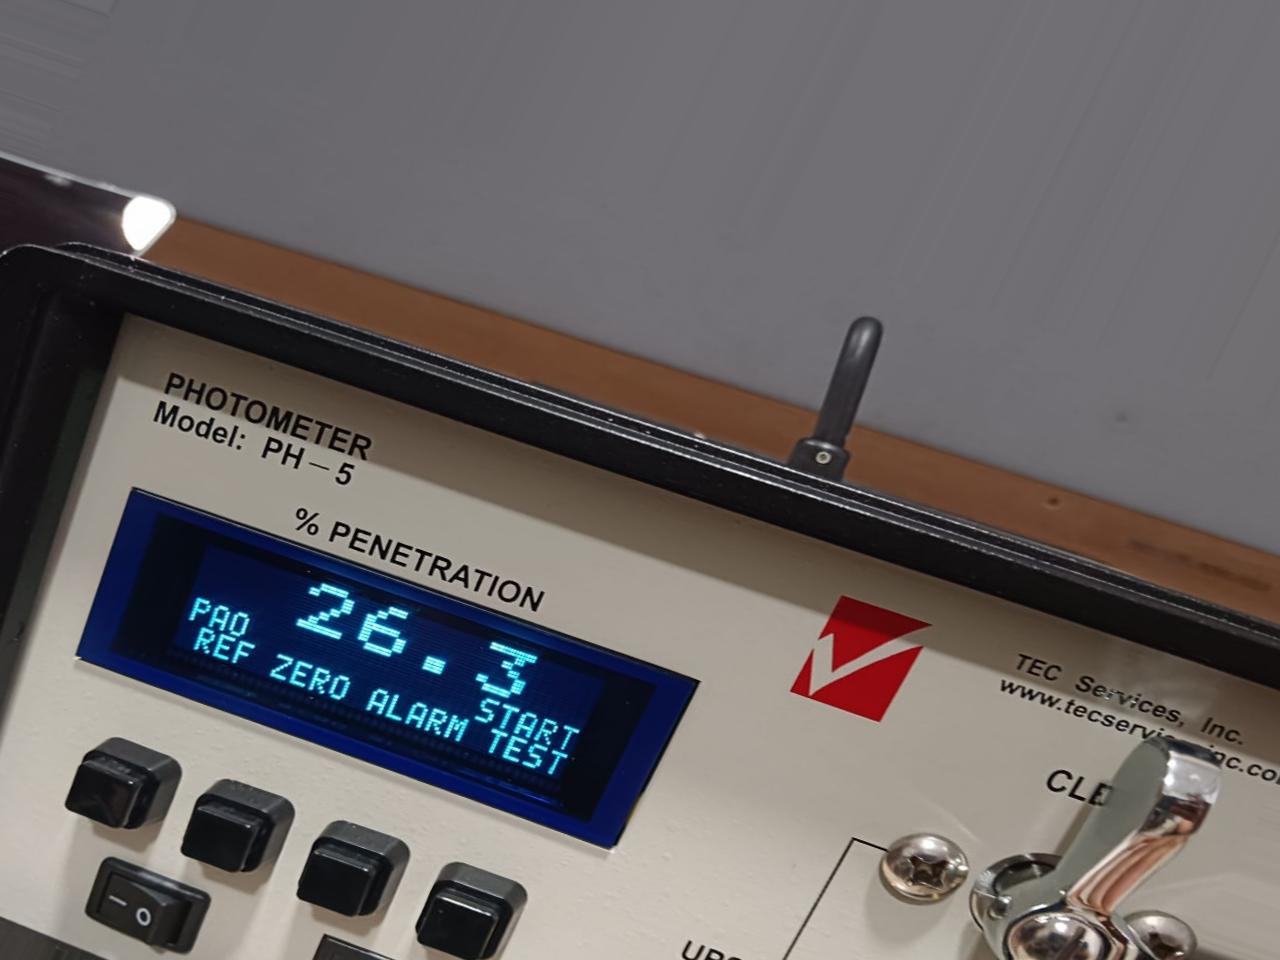 PHOTOMETER
Model: PH-5
% PENETRATION
26.3
PAO
START
REF ZERO ALARM TEST
TEC Services, Inc.
O